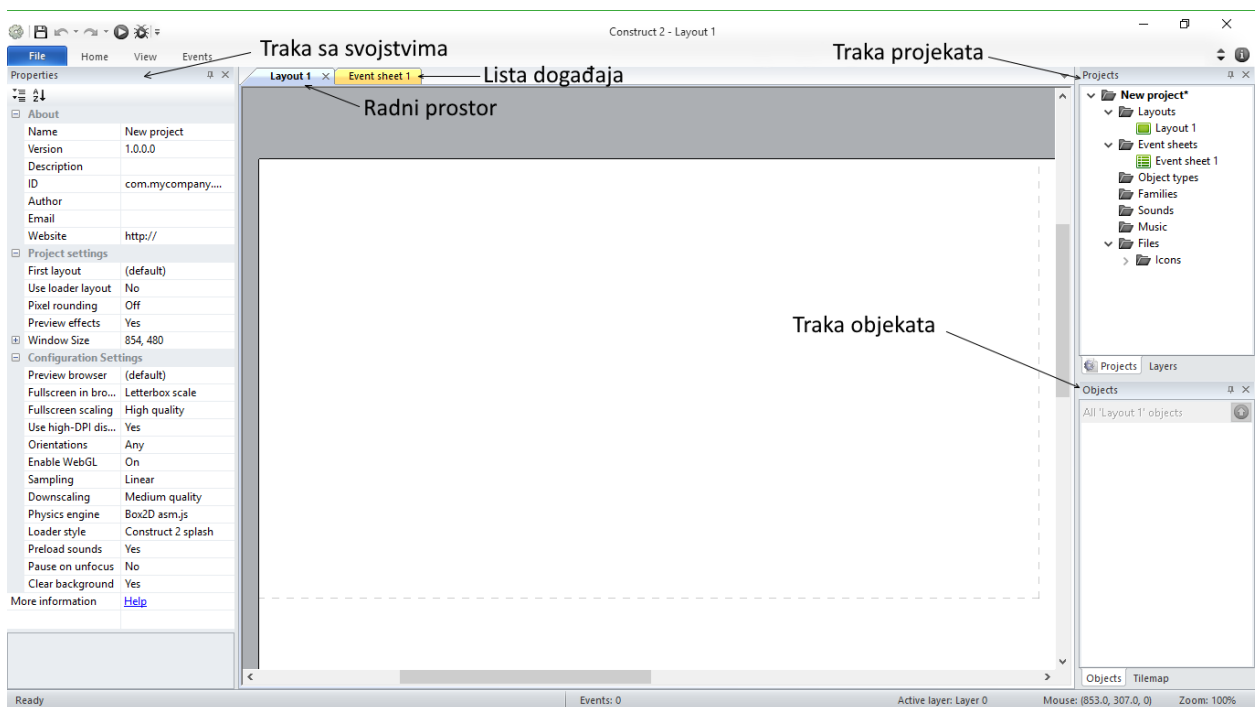 Construct 2 - Layout 1
File Home View Events
Traka sa svojstvima
Lista događaja
Radni prostor
Traka projekata
Traka objekata
Properties
About
Name New project
Version 1.0.0.0
Description
ID com.mycompany....
Author
Email
Website http://
Project settings
First layout (default)
Use loader layout No
Pixel rounding Off
Preview effects Yes
Window Size 854, 480
Configuration Settings
Preview browser (default)
Fullscreen in bro... Letterbox scale
Fullscreen scaling High quality
Use high-DPI dis... Yes
Orientations Any
Enable WebGL On
Sampling Linear
Downscaling Medium quality
Physics engine Box2D asm.js
Loader style Construct 2 splash
Preload sounds Yes
Pause on unfocus No
Clear background Yes
More information Help
Layout 1 Event sheet 1
Projects
New project*
Layouts
Layout 1
Event sheets
Event sheet 1
Object types
Families
Sounds
Music
Files
Icons
Projects Layers
Objects
All 'Layout 1' objects
Objects Tilemap
Ready Events: 0 Active layer: Layer 0 Mouse: (853.0, 307.0, 0) Zoom: 100%